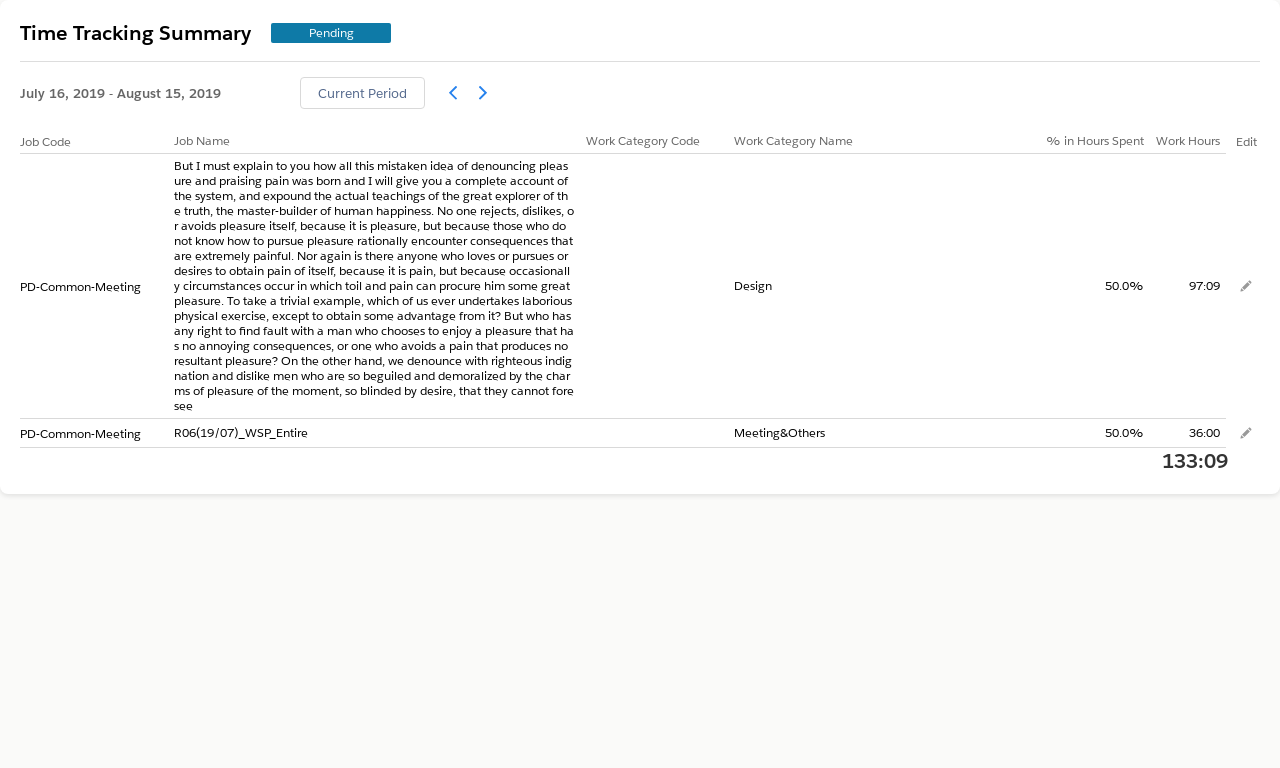 Time Tracking Summary Pending
July 16, 2019 - August 15, 2019 Current Period
Job Code Job Name Work Category Code Work Category Name % in Hours Spent Work Hours Edit
But I must explain to you how all this mistaken idea of denouncing pleas
ure and praising pain was born and I will give you a complete account of
the system, and expound the actual teachings of the great explorer of th
e truth, the master-builder of human happiness. No one rejects, dislikes, o
r avoids pleasure itself, because it is pleasure, but because those who do
not know how to pursue pleasure rationally encounter consequences that
are extremely painful. Nor again is there anyone who loves or pursues or
desires to obtain pain of itself, because it is pain, but because occasionall
PD-Common-Meeting y circumstances occur in which toil and pain can procure him some great Design 50.0% 97:09
pleasure. To take a trivial example, which of us ever undertakes laborious
physical exercise, except to obtain some advantage from it? But who has
any right to find fault with a man who chooses to enjoy a pleasure that ha
s no annoying consequences, or one who avoids a pain that produces no
resultant pleasure? On the other hand, we denounce with righteous indig
nation and dislike men who are so beguiled and demoralized by the char
ms of pleasure of the moment, so blinded by desire, that they cannot fore
see
PD-Common-Meeting R06(19/07)_WSP_Entire Meeting&Others 50.0% 36:00
133:09